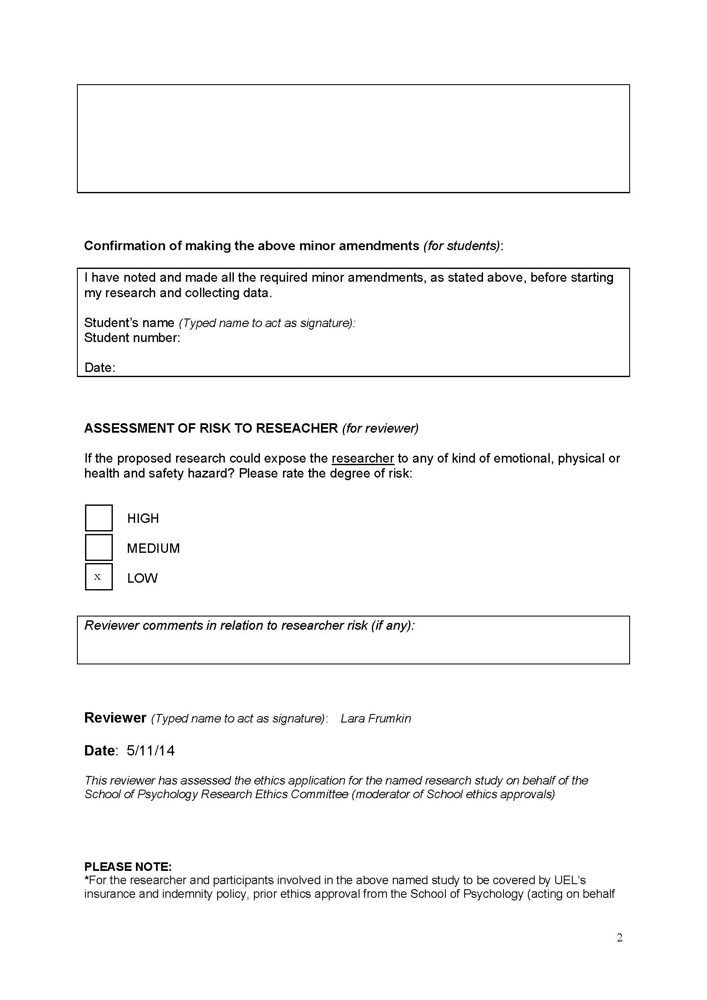 Confirmation of making the above minor amendments (for students):
I have noted and made all the required minor amendments, as stated above, before starting
my research and collecting data.
Student’s name (Typed name to act as signature):
Student number:
Date:
ASSESSMENT OF RISK TO RESEACHER (for reviewer)
If the proposed research could expose the researcher to any of kind of emotional, physical or
health and safety hazard? Please rate the degree of risk:
HIGH
MEDIUM
x LOW
Reviewer comments in relation to researcher risk (if any):
Reviewer (Typed name to act as signature): Lara Frumkin
Date: 5/11/14
This reviewer has assessed the ethics application for the named research study on behalf of the
School of Psychology Research Ethics Committee (moderator of School ethics approvals)
PLEASE NOTE:
*For the researcher and participants involved in the above named study to be covered by UEL’s
insurance and indemnity policy, prior ethics approval from the School of Psychology (acting on behalf
2